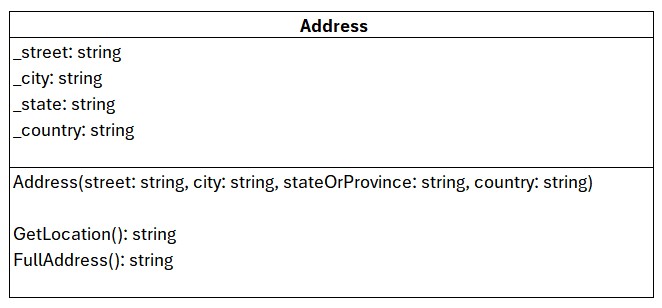 Address
_street: string
_city: string
_state: string
_country: string
Address(street: string, city: string, stateOrProvince: string, country: string)
GetLocation(): string
FullAddress(): string